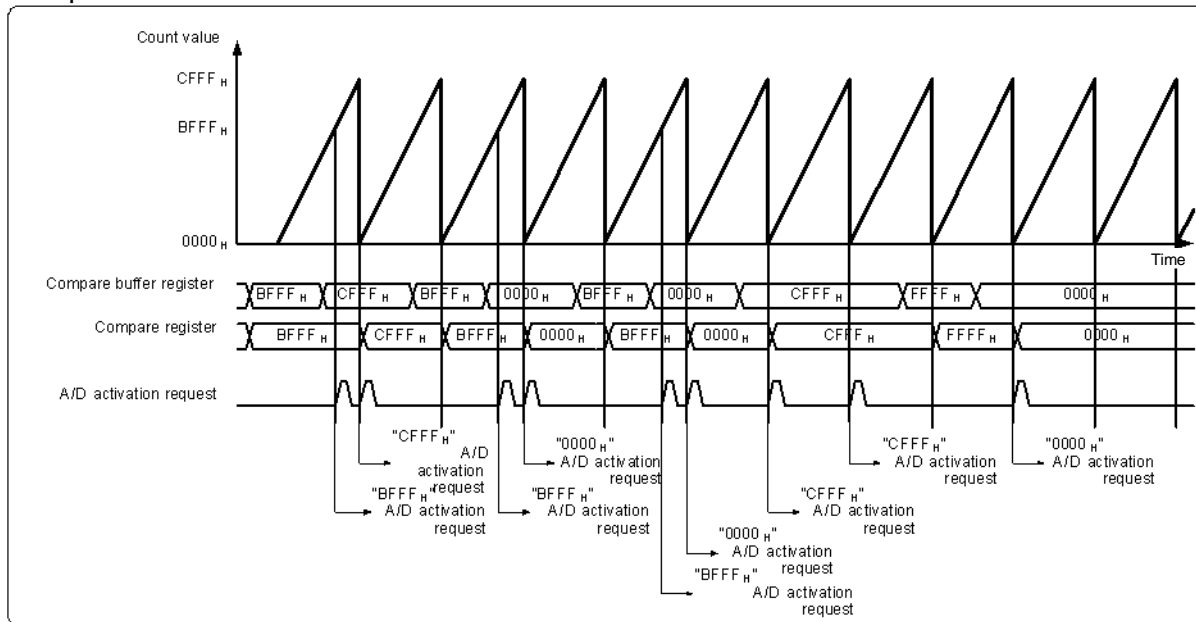 Count value
CFFF H
BFFF H
0000 H
Time
Compare buffer register
BFFF H CFFF H BFFF H 0000 H BFFF H 0000 H CFFF H FFFF H 0000 H
Compare register
BFFF H CFFF H BFFF H 0000 H BFFF H 0000 H CFFF H FFFF H 0000 H
A/D activation request
"CFFF H"
A/D
activation
request
"BFFF H"
A/D activation
request
"0000 H"
A/D activation
request
"BFFF H"
A/D activation
request
"CFFF H"
A/D activation
request
"0000 H"
A/D activation
request
"CFFF H"
A/D activation
request
"0000 H"
A/D activation
request
"BFFF H"
A/D activation
request